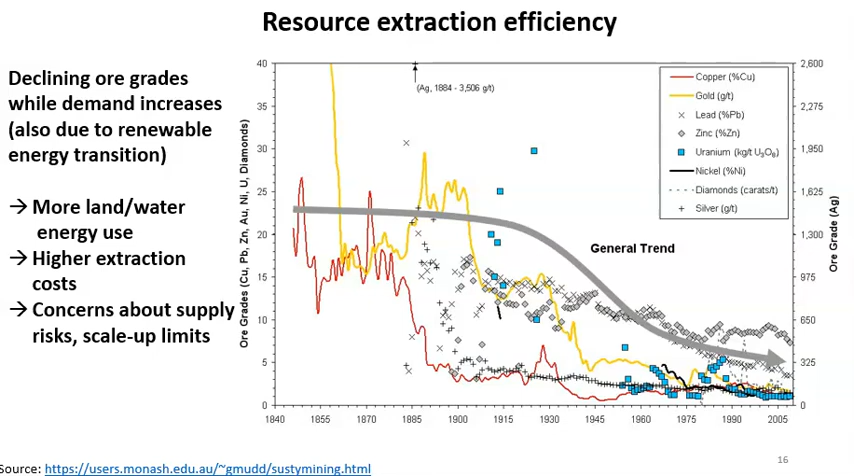 Resource extraction efficiency
Declining ore grades
while demand increases
(also due to renewable
energy transition)
→ More land/water
energy use
→ Higher extraction
costs
→ Concerns about supply
risks, scale-up limits
Ore Grades (Cu, Pb, Zn, Au, Ni, U, Diamonds)
40
35
30
25
20
15
10
5
0
(Ag, 1884 - 3,506 g/t)
Copper (%Cu)
Gold (g/t)
Lead (%Pb)
Zinc (%Zn)
Uranium (kg/t U₃O₈)
Nickel (%Ni)
Diamonds (carats/t)
Silver (g/t)
General Trend
2,600
2,275
1,950
1,625
1,300
975
650
325
0
Ore Grade (Ag)
1840
1855
1870
1885
1900
1915
1930
1945
1960
1975
1990
2005
16
Source: https://users.monash.edu.au/~gmudd/sustymining.html